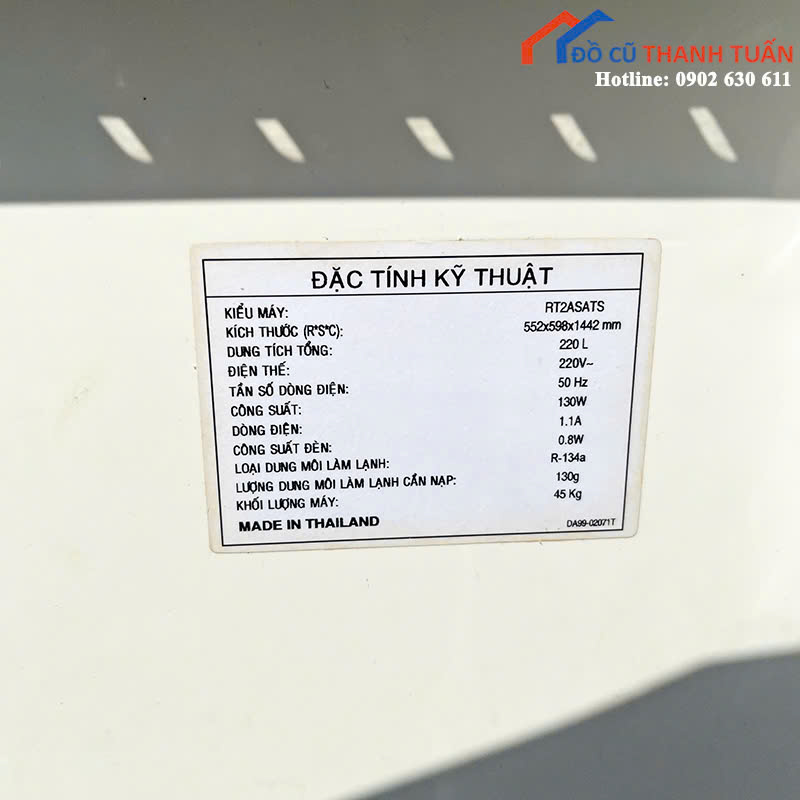 ĐỒ CŨ THANH TUẤN
Hotline: 0902 630 611
ĐẶC TÍNH KỸ THUẬT
KIỂU MÁY: RT2ASATS
KÍCH THƯỚC (R*S*C): 552x598x1442 mm
DUNG TÍCH TỔNG: 220 L
ĐIỆN THẾ: 220V~
TẦN SỐ DÒNG ĐIỆN: 50 Hz
CÔNG SUẤT: 130W
DÒNG ĐIỆN: 1.1A
CÔNG SUẤT ĐÈN: 0.8W
LOẠI DUNG MÔI LÀM LẠNH: R-134a
LƯỢNG DUNG MÔI LÀM LẠNH CẦN NẠP: 130g
KHỐI LƯỢNG MÁY: 45 Kg
MADE IN THAILAND DA99-02071T